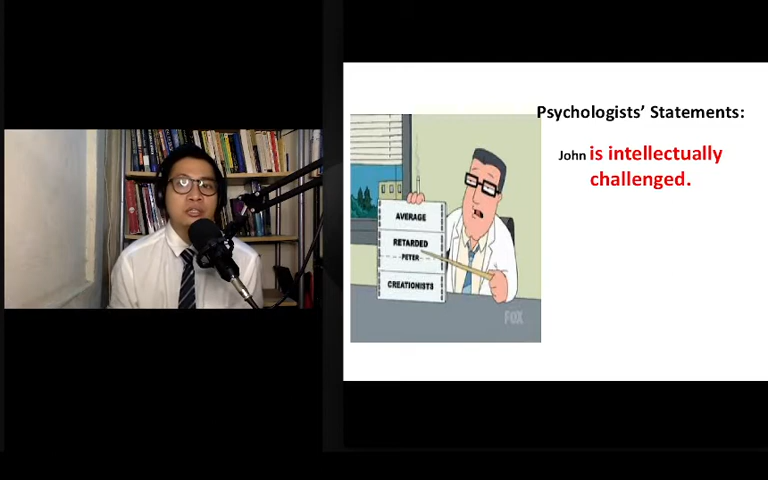 Psychologists' Statements:
John is intellectually
challenged.
AVERAGE
RETARDED
PETER
CREATIONISTS
FOX